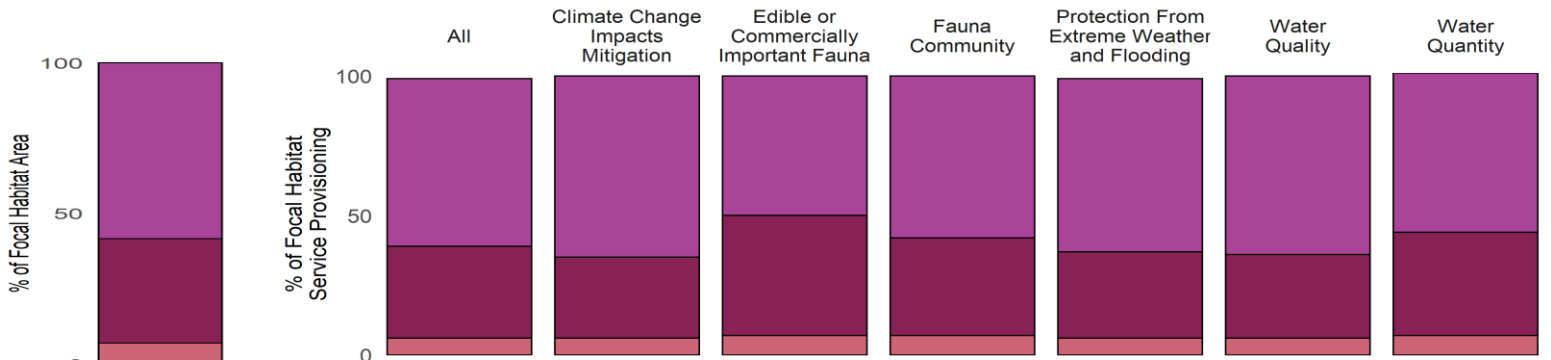 100
50
% of Focal Habitat Area
% of Focal Habitat
Service Provisioning
100
50
0
All
Climate Change
Impacts
Mitigation
Edible or
Commercially
Important Fauna
Fauna
Community
Protection From
Extreme Weather
and Flooding
Water
Quality
Water
Quantity